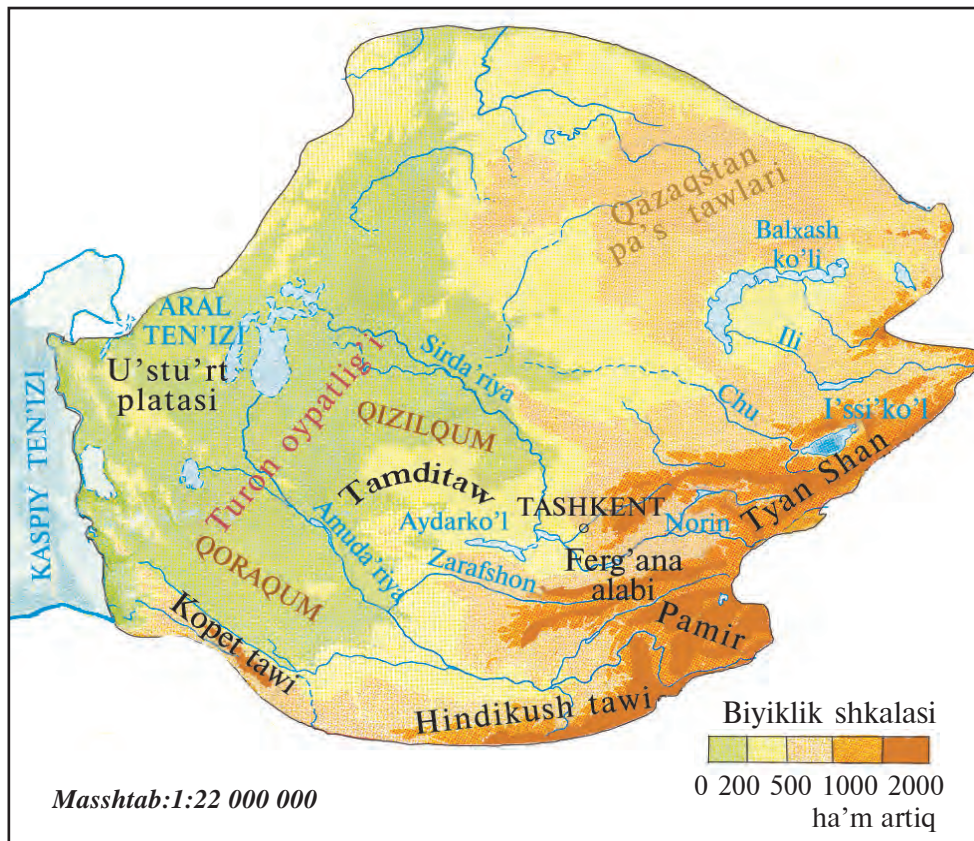 Qazaqstan
pa's tawlari
Balxash
ko'li
ARAL
TEN'IZI
Ili
Sirda'riya
U'stu'rt
platasi
Turon oypatlig'i
Chu
I'ssi'ko'l
QIZILQUM
KASPIY TEN'IZI
Tamditaw
TASHKENT
Tyan Shan
Amuda'riya
Aydarko'l
Norin
QORAQUM
Zarafshon
Ferg'ana
alabi
Kopet tawi
Pamir
Hindikush tawi
Biyiklik shkalasi
0 200 500 1000 2000
ha'm artiq
Masshtab:1:22 000 000